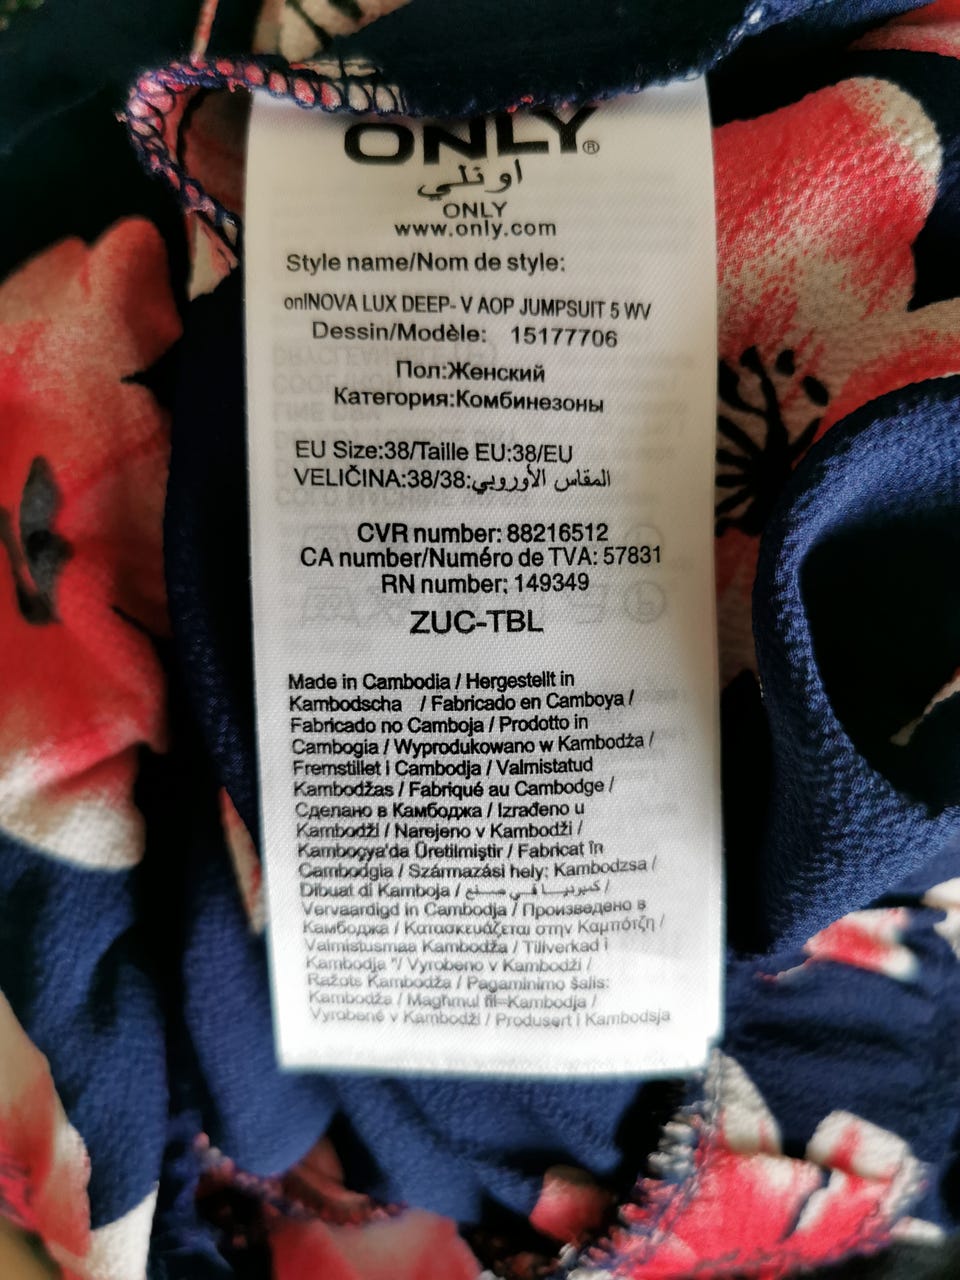 ONLY®
اونلي
ONLY
www.only.com
Style name/Nom de style:
onlNOVA LUX DEEP- V AOP JUMPSUIT 5 WV
Dessin/Modèle: 15177706
Пол:Женский
Категория:Комбинезоны
EU Size:38/Taille EU:38/EU
VELIČINA:38/38:المقاس الأوروبي
CVR number: 88216512
CA number/Numéro de TVA: 57831
RN number: 149349
ZUC-TBL
Made in Cambodia / Hergestellt in
Kambodscha / Fabricado en Camboya /
Fabricado no Camboja / Prodotto in
Cambogia / Wyprodukowano w Kambodża /
Fremstillet i Cambodja / Valmistatud
Kambodžas / Fabriqué au Cambodge /
Сделано в Камбоджа / Izrađeno u
Kambodži / Narejeno v Kambodži /
Kamboçya'da Üretilmiştir / Fabricat în
Cambodgia / Származási hely: Kambodzsa /
Dibuat di Kamboja / كمبوديا في صنع /
Vervaardigd in Cambodja / Произведено в
Камбоджа / Κατασκευάζεται στην Καμπότζη /
Valmistusmaa Kambodža / Tillverkad i
Kambodja "/ Vyrobeno v Kambodži /
Ražots Kambodža / Pagaminimo šalis:
Kambodža / Magħmul fil-Kambodja /
Vyrobené v Kambodži / Produsert i Kambodsja